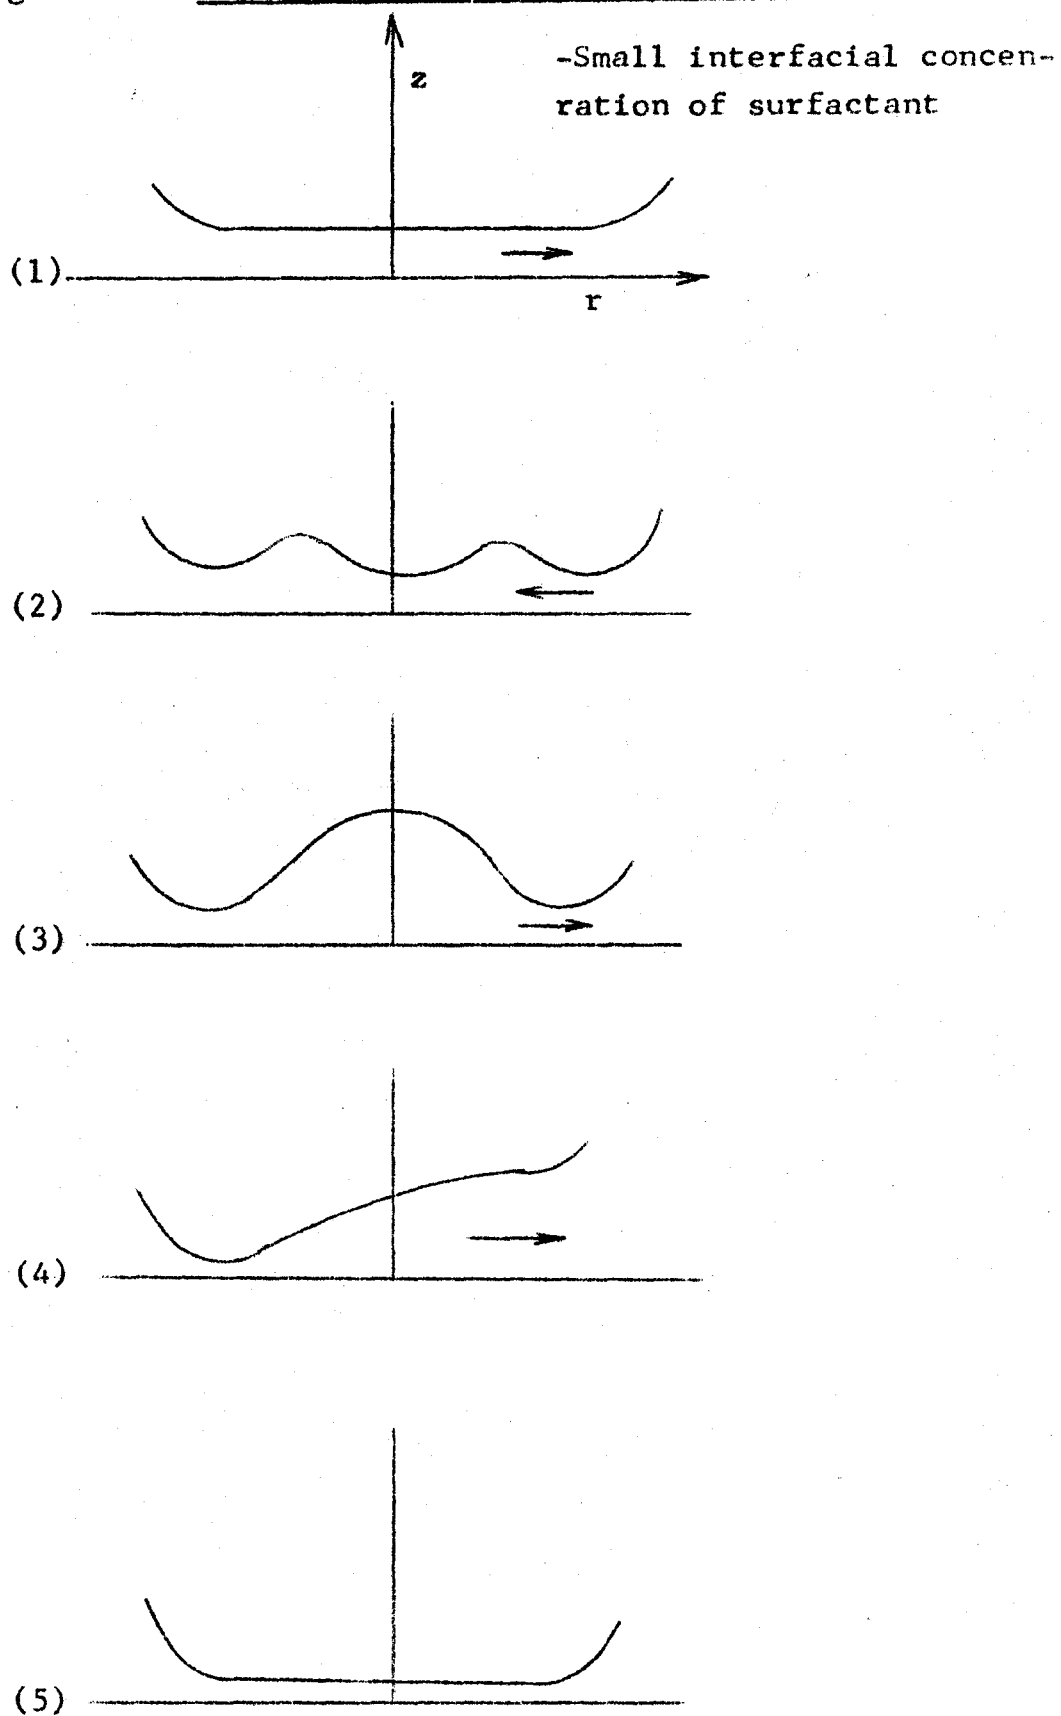 z
-Small interfacial concen-
ration of surfactant
(1)
r
(2)
(3)
(4)
(5)